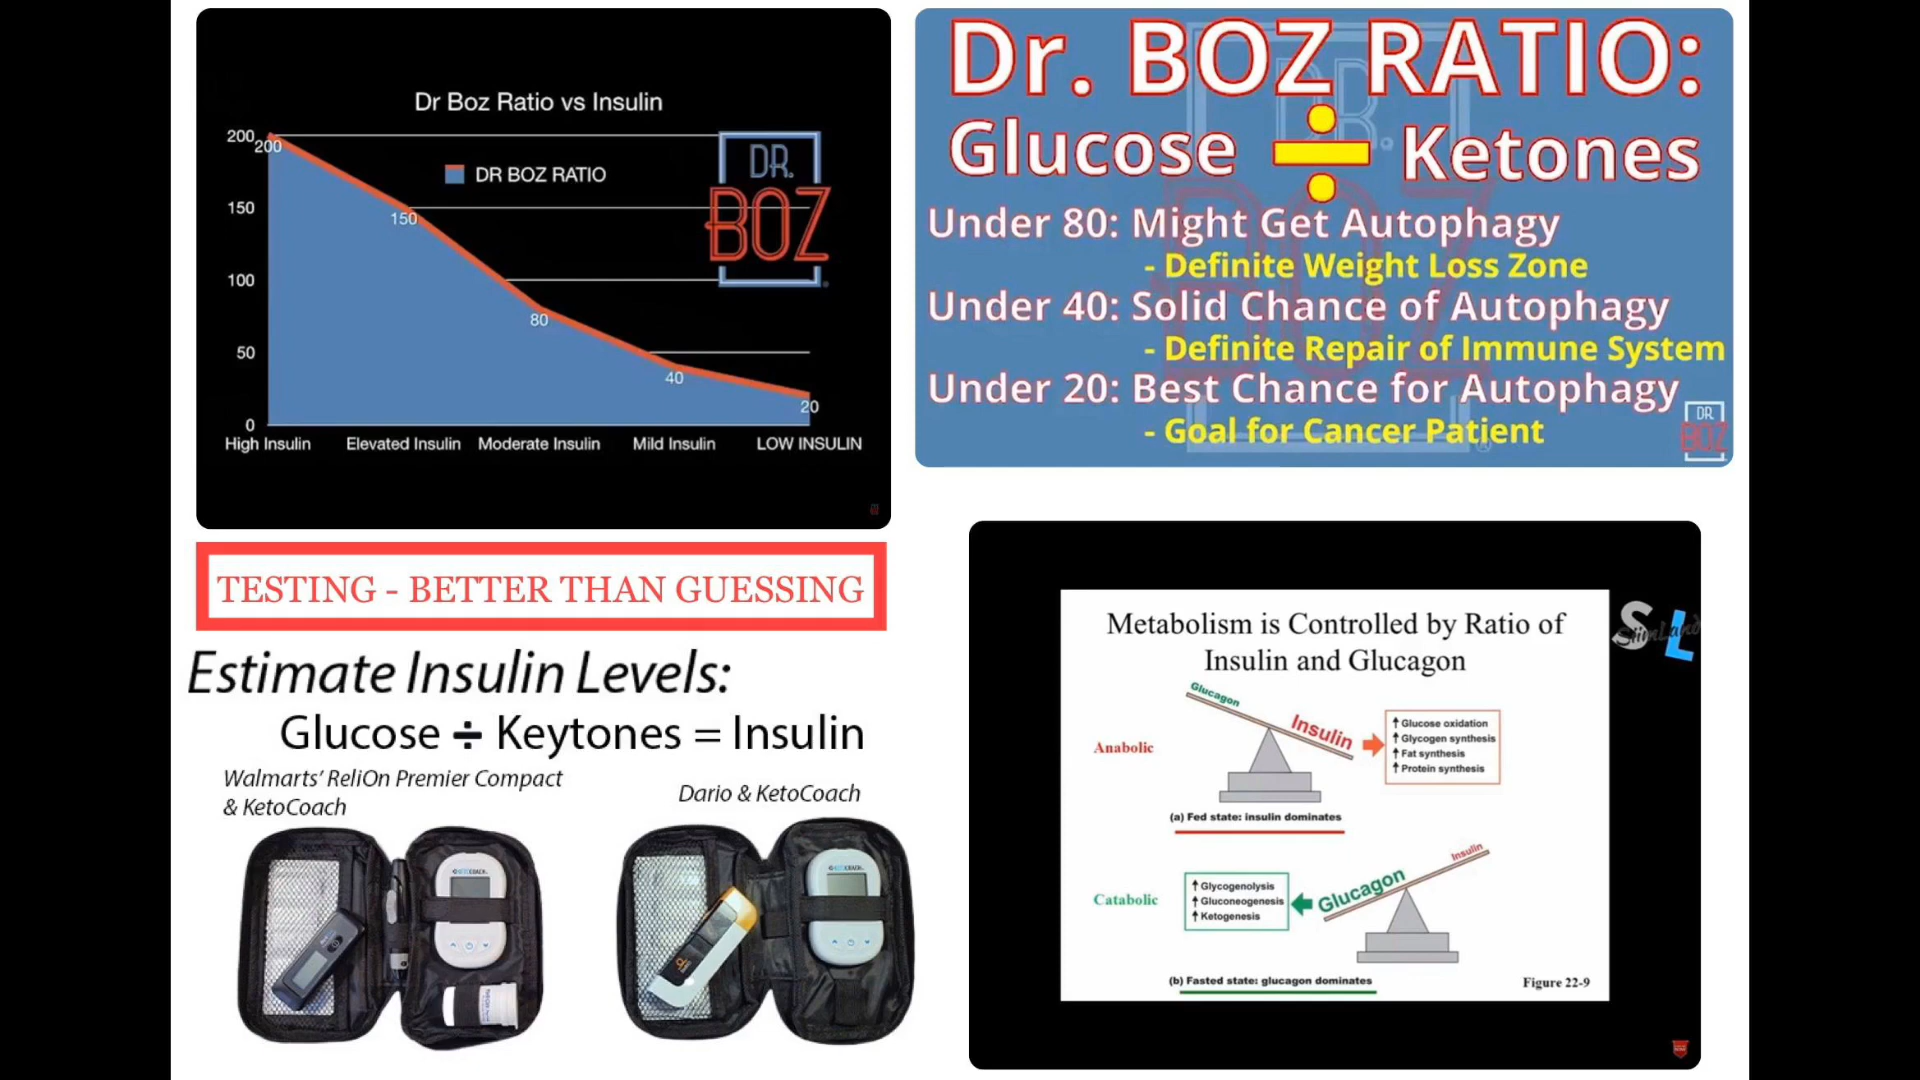 Dr Boz Ratio vs Insulin
DR BOZ RATIO
DR.
BOZ
200
150
100
50
0
200
150
80
40
20
High Insulin
Elevated Insulin
Moderate Insulin
Mild Insulin
LOW INSULIN
Dr. BOZ RATIO:
Glucose ÷ Ketones
Under 80: Might Get Autophagy
- Definite Weight Loss Zone
Under 40: Solid Chance of Autophagy
- Definite Repair of Immune System
Under 20: Best Chance for Autophagy
- Goal for Cancer Patient
DR.
BOZ
TESTING - BETTER THAN GUESSING
Estimate Insulin Levels:
Glucose ÷ Keytones = Insulin
Walmarts’ ReliOn Premier Compact
& KetoCoach
Dario & KetoCoach
SL
SiimLand
Metabolism is Controlled by Ratio of
Insulin and Glucagon
Glucagon
Insulin
Anabolic
↑ Glucose oxidation
↑ Glycogen synthesis
↑ Fat synthesis
↑ Protein synthesis
(a) Fed state: insulin dominates
Insulin
Glucagon
Catabolic
↑ Glycogenolysis
↑ Gluconeogenesis
↑ Ketogenesis
(b) Fasted state: glucagon dominates
Figure 22-9